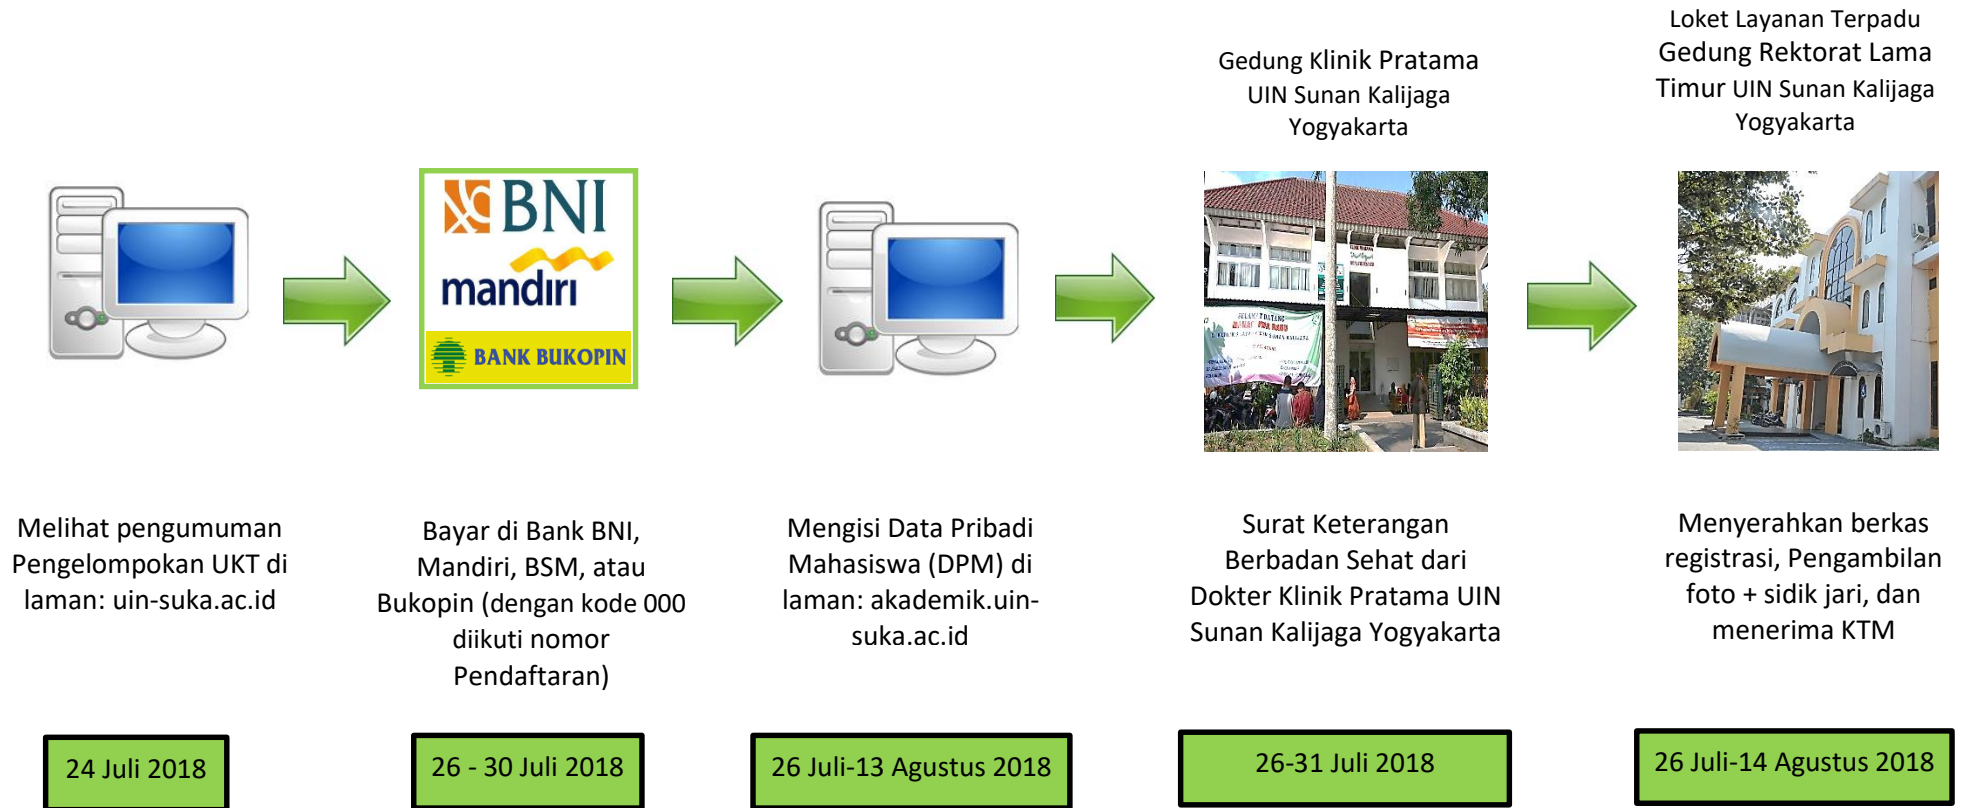 Gedung Klinik Pratama
UIN Sunan Kalijaga
Yogyakarta
Loket Layanan Terpadu
Gedung Rektorat Lama
Timur UIN Sunan Kalijaga
Yogyakarta
BNI
mandiri
BANK BUKOPIN
SELAMAT DATANG
Melihat pengumuman
Pengelompokan UKT di
laman: uin-suka.ac.id
Bayar di Bank BNI,
Mandiri, BSM, atau
Bukopin (dengan kode 000
diikuti nomor
Pendaftaran)
Mengisi Data Pribadi
Mahasiswa (DPM) di
laman: akademik.uin-
suka.ac.id
Surat Keterangan
Berbadan Sehat dari
Dokter Klinik Pratama UIN
Sunan Kalijaga Yogyakarta
Menyerahkan berkas
registrasi, Pengambilan
foto + sidik jari, dan
menerima KTM
24 Juli 2018
26 - 30 Juli 2018
26 Juli-13 Agustus 2018
26-31 Juli 2018
26 Juli-14 Agustus 2018